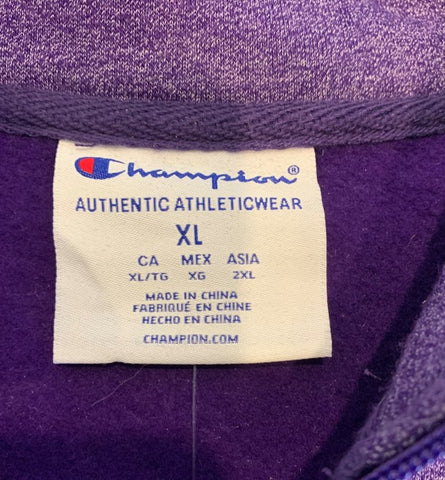 Champion®
AUTHENTIC ATHLETICWEAR
XL
CA MEX ASIA
XL/TG XG 2XL
MADE IN CHINA
FABRIQUÉ EN CHINE
HECHO EN CHINA
CHAMPION.COM